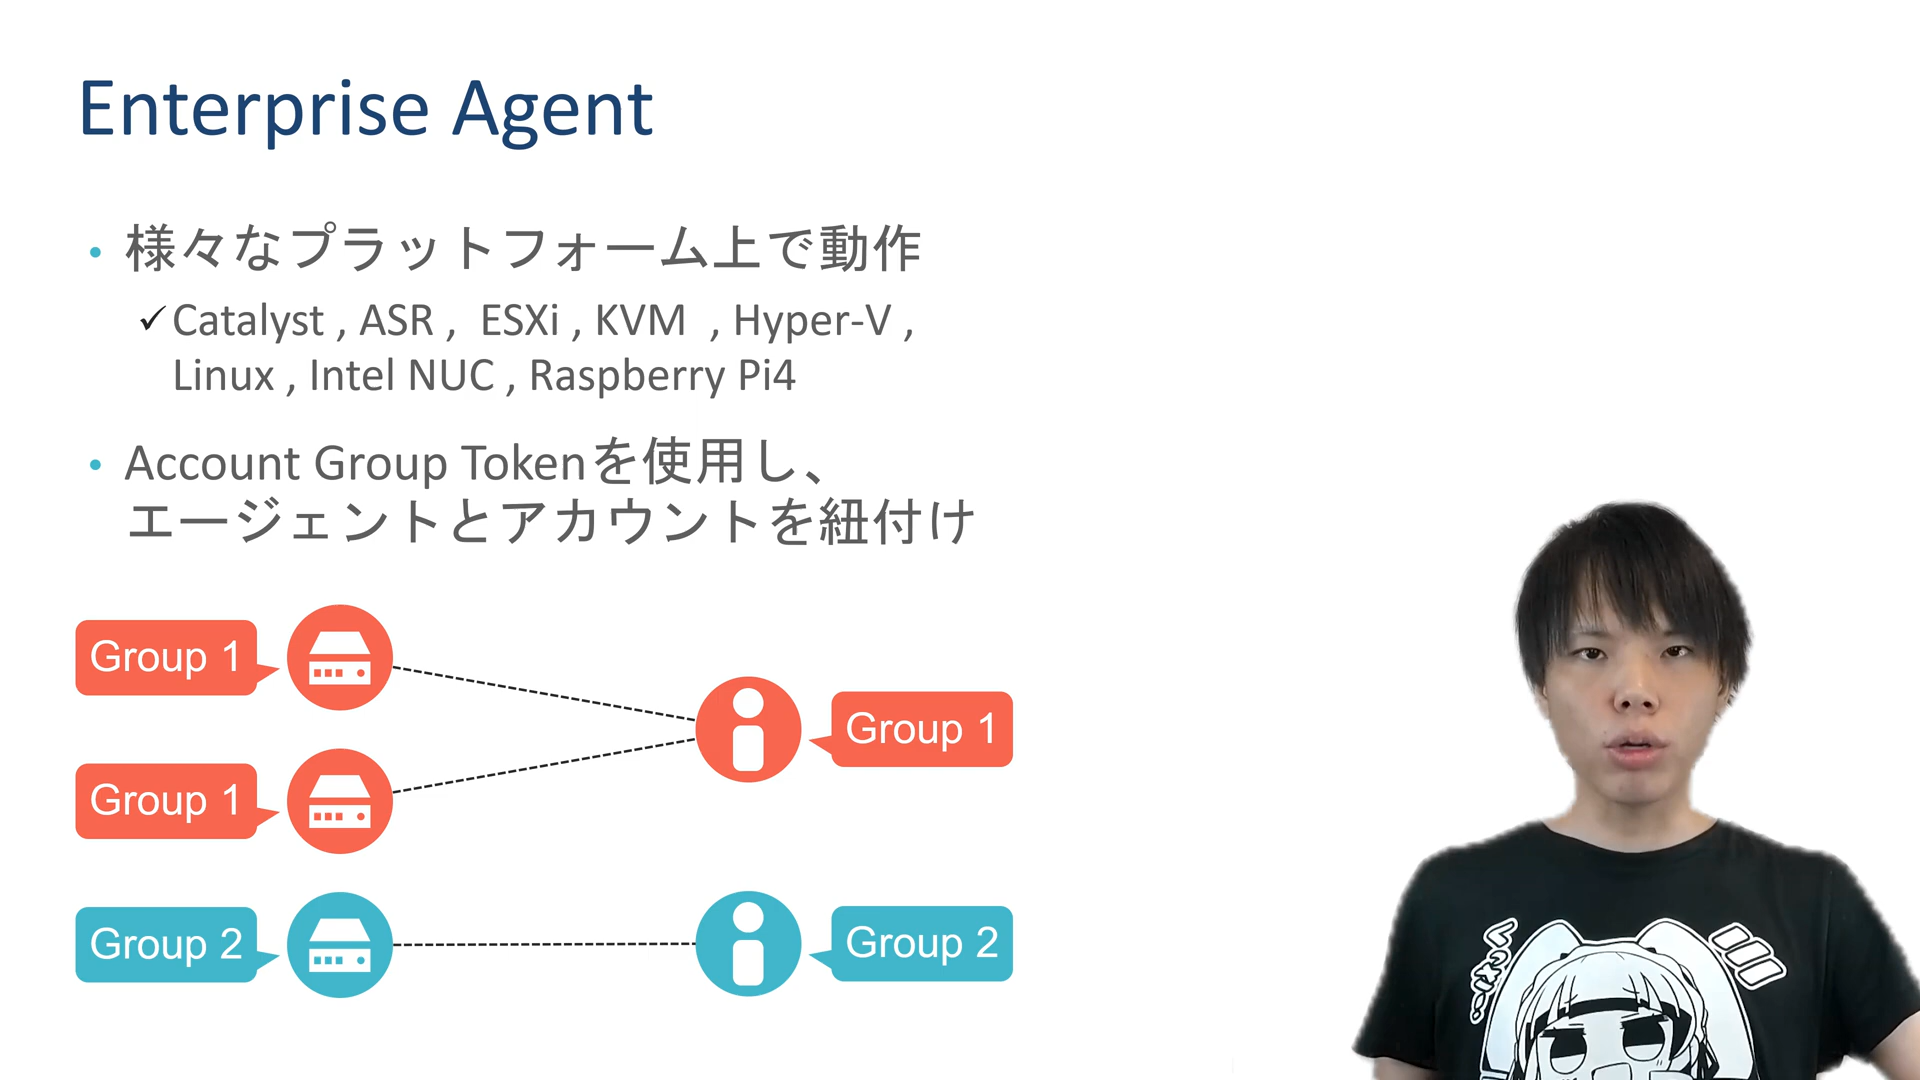 Enterprise Agent
• 様々なプラットフォーム上で動作
✓Catalyst , ASR ,  ESXi , KVM  , Hyper-V ,
Linux , Intel NUC , Raspberry Pi4
• Account Group Tokenを使用し、
エージェントとアカウントを紐付け
Group 1
Group 1
Group 1
Group 2
Group 2